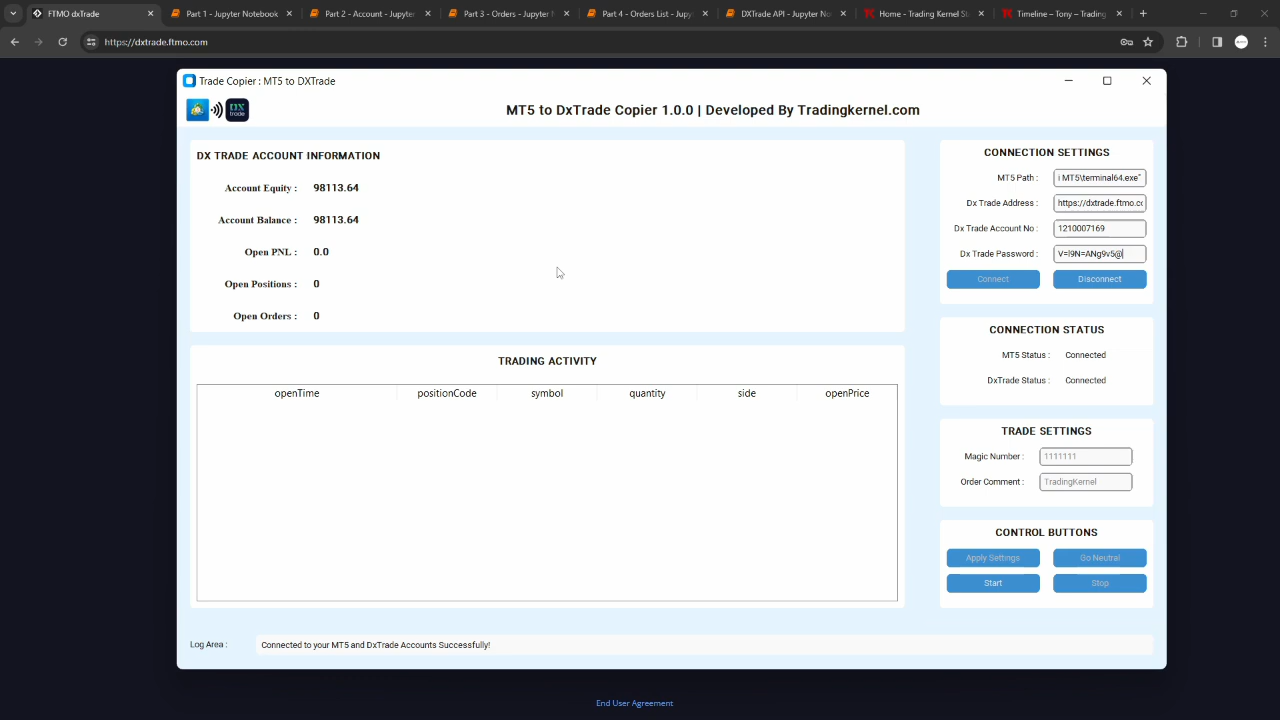 FTMO dxTrade
Part 1 - Jupyter Notebook
Part 2 - Account - Jupyter
Part 3 - Orders - Jupyter
Part 4 - Orders List - Jupy
DXTrade API - Jupyter No
Home - Trading Kernel St
Timeline – Tony – Trading
https://dxtrade.ftmo.com
Trade Copier : MT5 to DXTrade
DX trade
MT5 to DxTrade Copier 1.0.0 | Developed By Tradingkernel.com
DX TRADE ACCOUNT INFORMATION
Account Equity : 98113.64
Account Balance : 98113.64
Open PNL : 0.0
Open Positions : 0
Open Orders : 0
TRADING ACTIVITY
openTime positionCode symbol quantity side openPrice
CONNECTION SETTINGS
MT5 Path : i MT5\terminal64.exe"
Dx Trade Address : https://dxtrade.ftmo.cc
Dx Trade Account No : 1210007169
Dx Trade Password : V=l9N=ANg9v5@
Connect Disconnect
CONNECTION STATUS
MT5 Status : Connected
DxTrade Status : Connected
TRADE SETTINGS
Magic Number : 1111111
Order Comment : TradingKernel
CONTROL BUTTONS
Apply Settings Go Neutral
Start Stop
Log Area : Connected to your MT5 and DxTrade Accounts Successfully!
End User Agreement